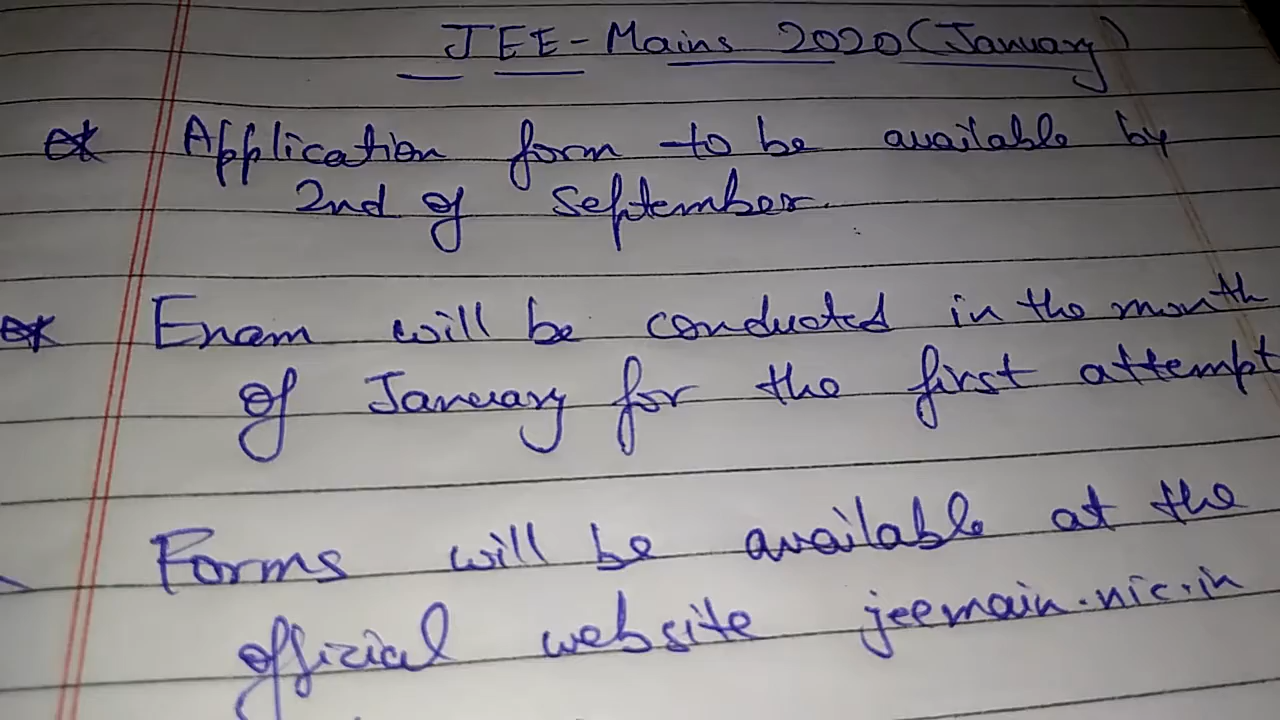 JEE-Mains 2020 (January)
Application form to be available by
2nd of September.
Exam will be conducted in the month
of January for the first attempt
Forms will be available at the
official website jeemain.nic.in